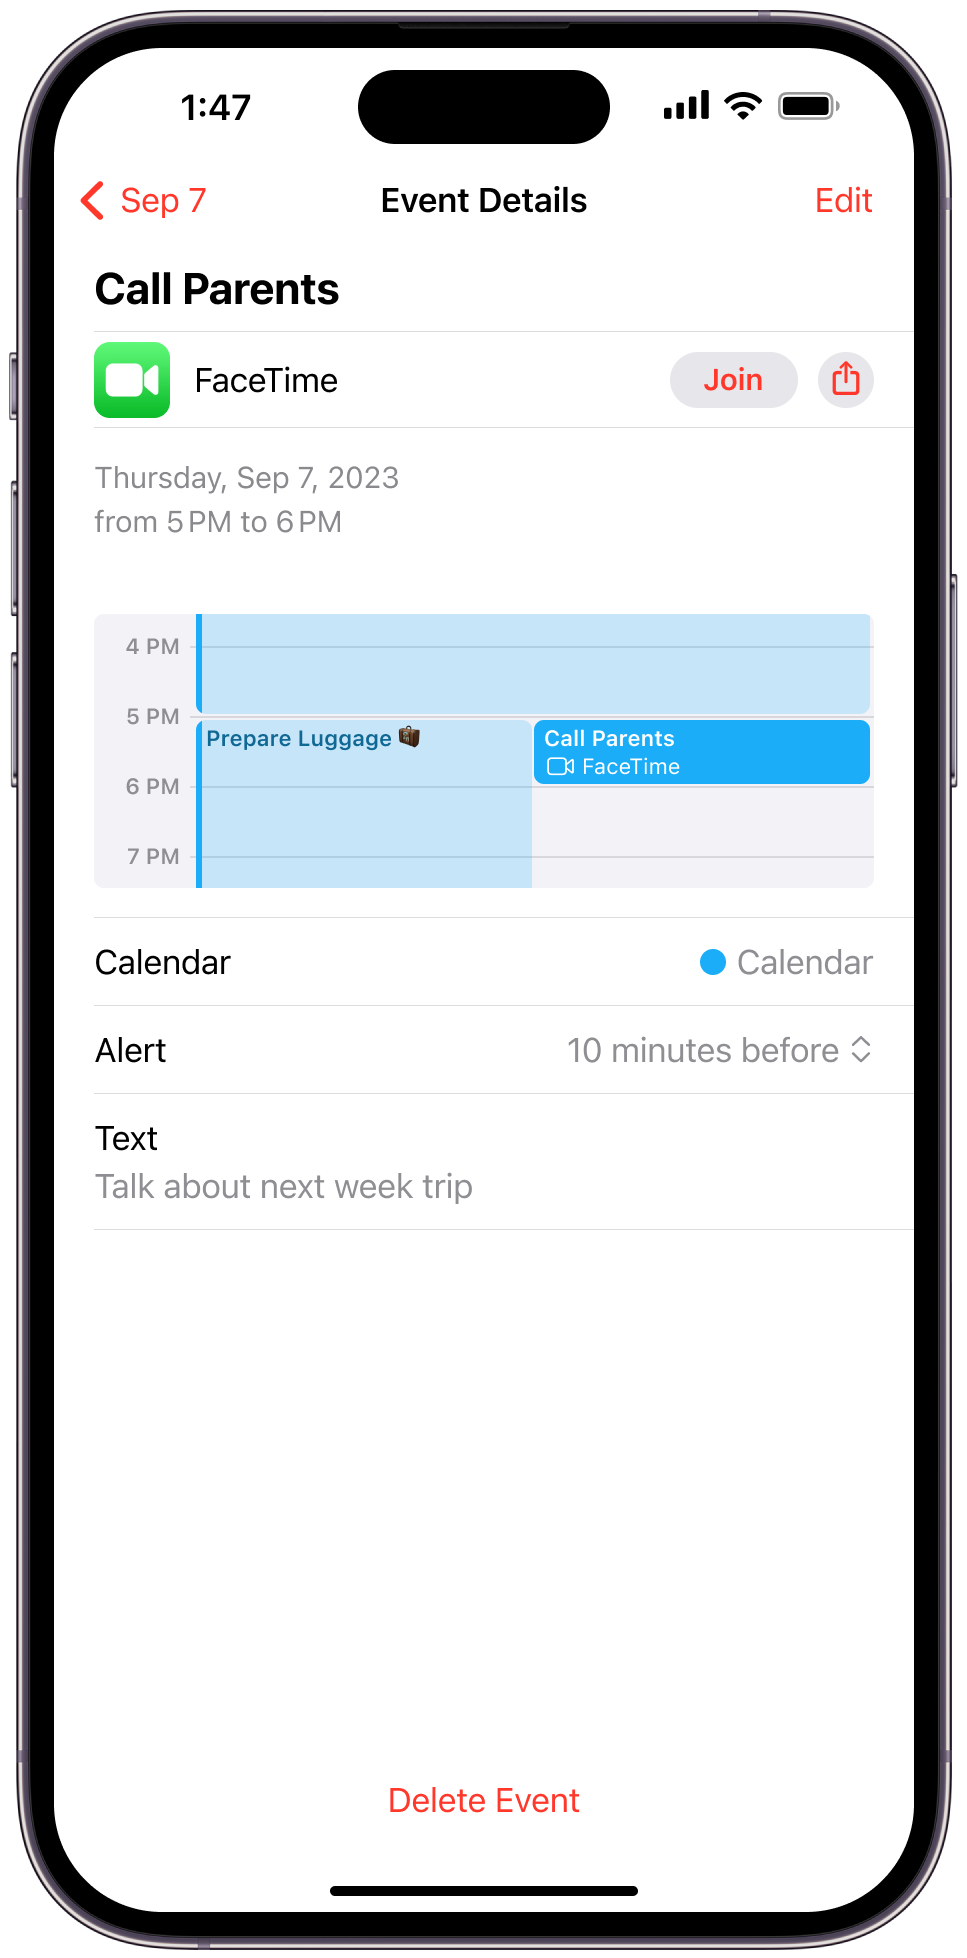 1:47
Sep 7
Event Details
Edit
Call Parents
FaceTime
Join
Thursday, Sep 7, 2023
from 5 PM to 6 PM
4 PM
5 PM
Prepare Luggage
Call Parents
FaceTime
6 PM
7 PM
Calendar
Calendar
Alert
10 minutes before
Text
Talk about next week trip
Delete Event